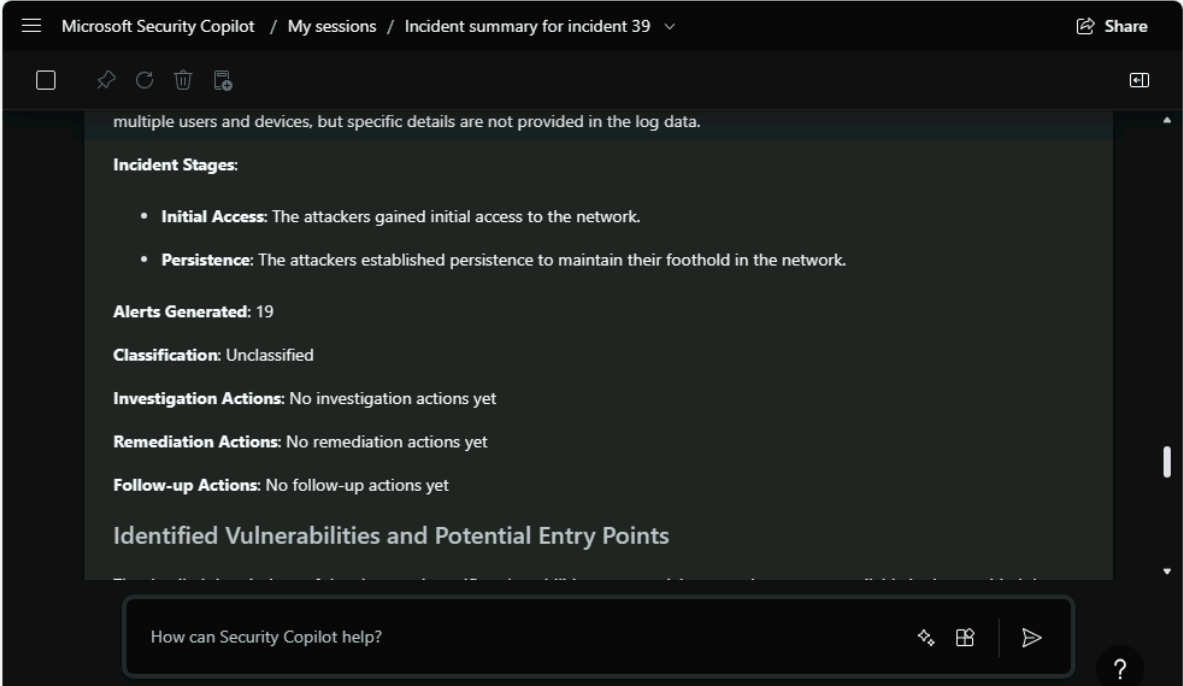 Microsoft Security Copilot / My sessions / Incident summary for incident 39
Share
multiple users and devices, but specific details are not provided in the log data.
Incident Stages:
• Initial Access: The attackers gained initial access to the network.
• Persistence: The attackers established persistence to maintain their foothold in the network.
Alerts Generated: 19
Classification: Unclassified
Investigation Actions: No investigation actions yet
Remediation Actions: No remediation actions yet
Follow-up Actions: No follow-up actions yet
Identified Vulnerabilities and Potential Entry Points
How can Security Copilot help?
?